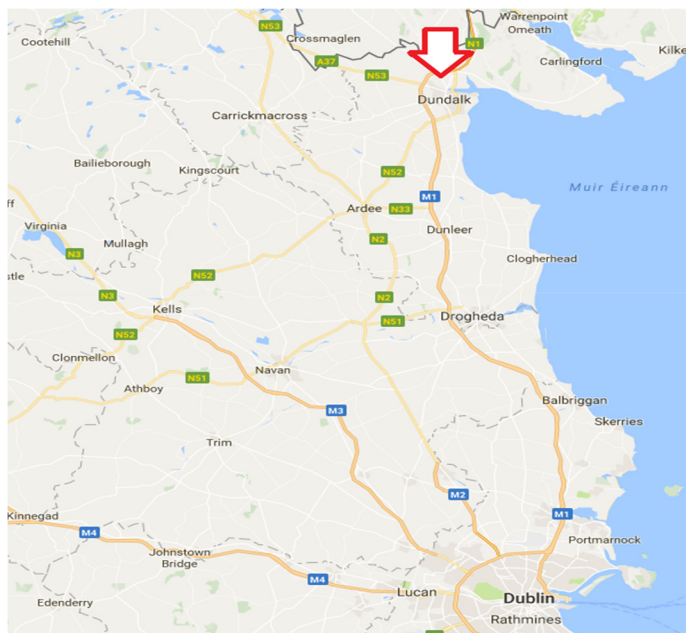 Warrenpoint
N53
Omeath
Crossmaglen
N1
Cootehill
Kilke
A37
Carlingford
N53
Dundalk
Carrickmacross
Bailieborough
Kingscourt
N52
Muir Éireann
M1
ff
Ardee
N33
Virginia
Dunleer
Mullagh
N2
N3
Clogherhead
stle
N52
N3
N2
Kells
Drogheda
N51
N52
Clonmellon
Navan
N51
Athboy
Balbriggan
M3
Skerries
Trim
M2
Kinnegad
M1
M4
Portmarnock
Johnstown
Bridge
M4
Lucan
Dublin
Edenderry
Rathmines